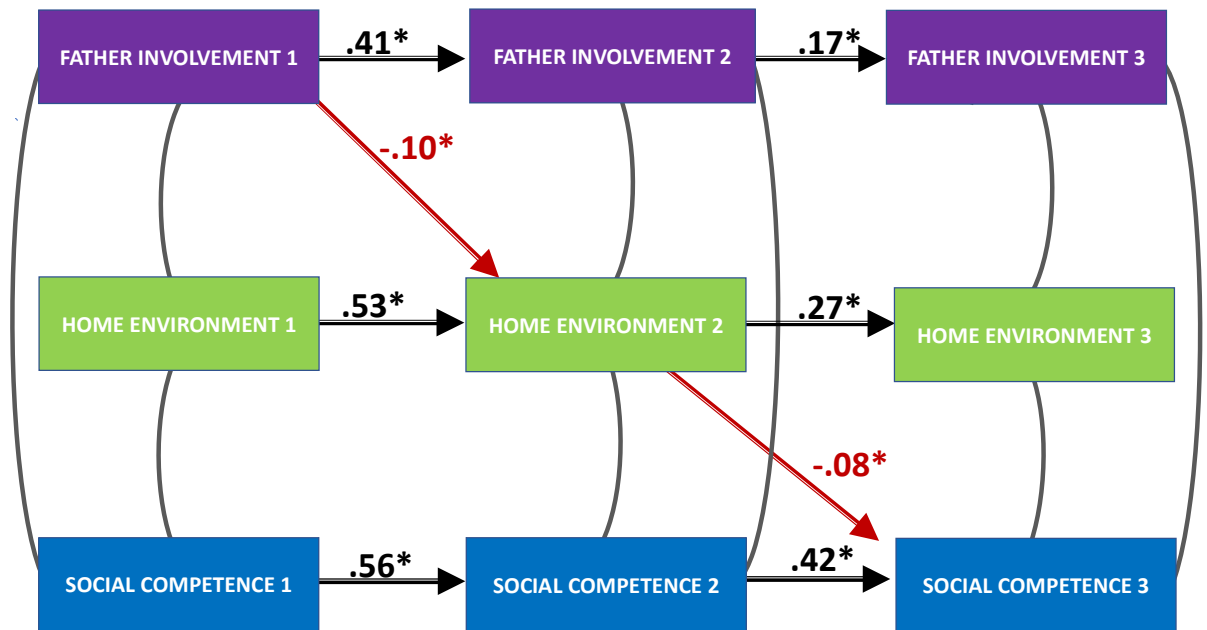 FATHER INVOLVEMENT 1
.41*
FATHER INVOLVEMENT 2
.17*
FATHER INVOLVEMENT 3
-.10*
HOME ENVIRONMENT 1
.53*
HOME ENVIRONMENT 2
.27*
HOME ENVIRONMENT 3
-.08*
SOCIAL COMPETENCE 1
.56*
SOCIAL COMPETENCE 2
.42*
SOCIAL COMPETENCE 3